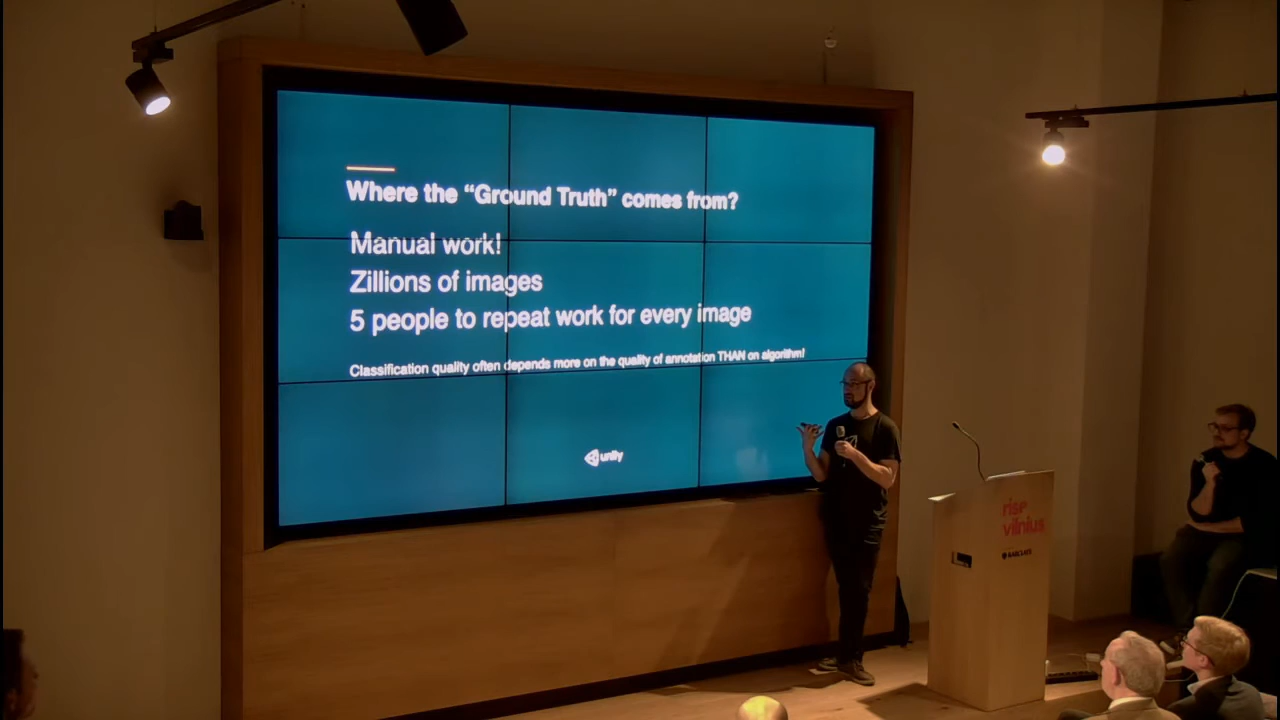 Where the “Ground Truth” comes from?
Manual work!
Zillions of images
5 people to repeat work for every image
Classification quality often depends more on the quality of annotation THAN on algorithm!
unity
rise
vilnius
BARCLAYS